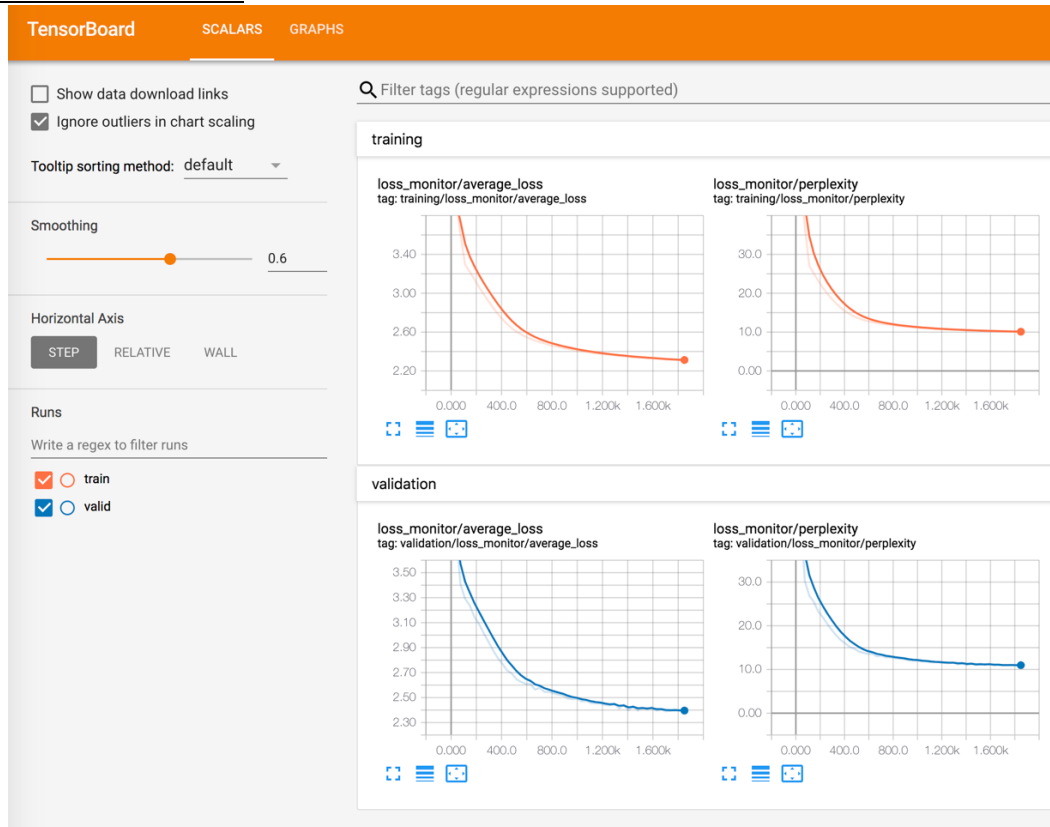 TensorBoard SCALARS GRAPHS
Show data download links
Ignore outliers in chart scaling
Tooltip sorting method: default
Smoothing
0.6
Horizontal Axis
STEP RELATIVE WALL
Runs
Write a regex to filter runs
train
valid
Filter tags (regular expressions supported)
training
loss_monitor/average_loss
tag: training/loss_monitor/average_loss
3.40
3.00
2.60
2.20
0.000 400.0 800.0 1.200k 1.600k
loss_monitor/perplexity
tag: training/loss_monitor/perplexity
30.0
20.0
10.0
0.00
0.000 400.0 800.0 1.200k 1.600k
validation
loss_monitor/average_loss
tag: validation/loss_monitor/average_loss
3.50
3.30
3.10
2.90
2.70
2.50
2.30
0.000 400.0 800.0 1.200k 1.600k
loss_monitor/perplexity
tag: validation/loss_monitor/perplexity
30.0
20.0
10.0
0.00
0.000 400.0 800.0 1.200k 1.600k